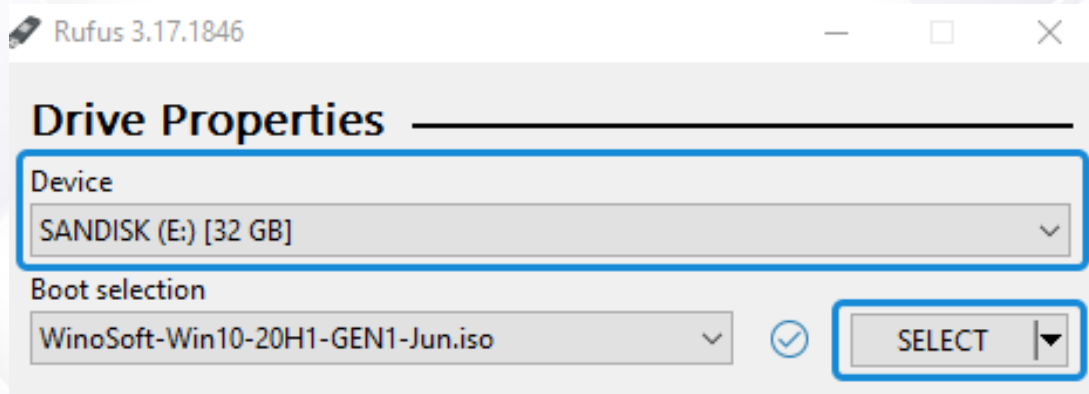 Rufus 3.17.1846
Drive Properties
Device
SANDISK (E:) [32 GB]
Boot selection
WinoSoft-Win10-20H1-GEN1-Jun.iso
SELECT